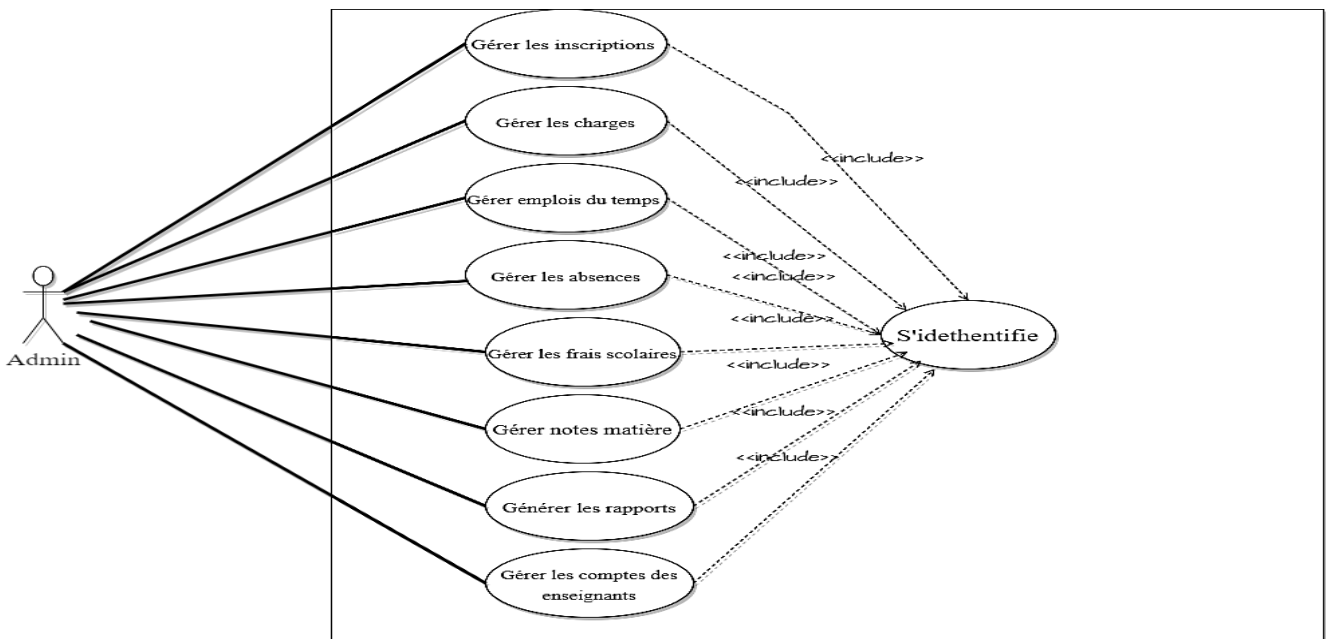 Gérer les inscriptions
Gérer les charges
<<include>>
<<include>>
Gérer emplois du temps
<<include>>
Gérer les absences
<<include>>
<<include>>
S'idethentifie
Admin
Gérer les frais scolaires
<<include>>
Gérer notes matière
<<include>>
<<include>>
Générer les rapports
Gérer les comptes des
enseignants